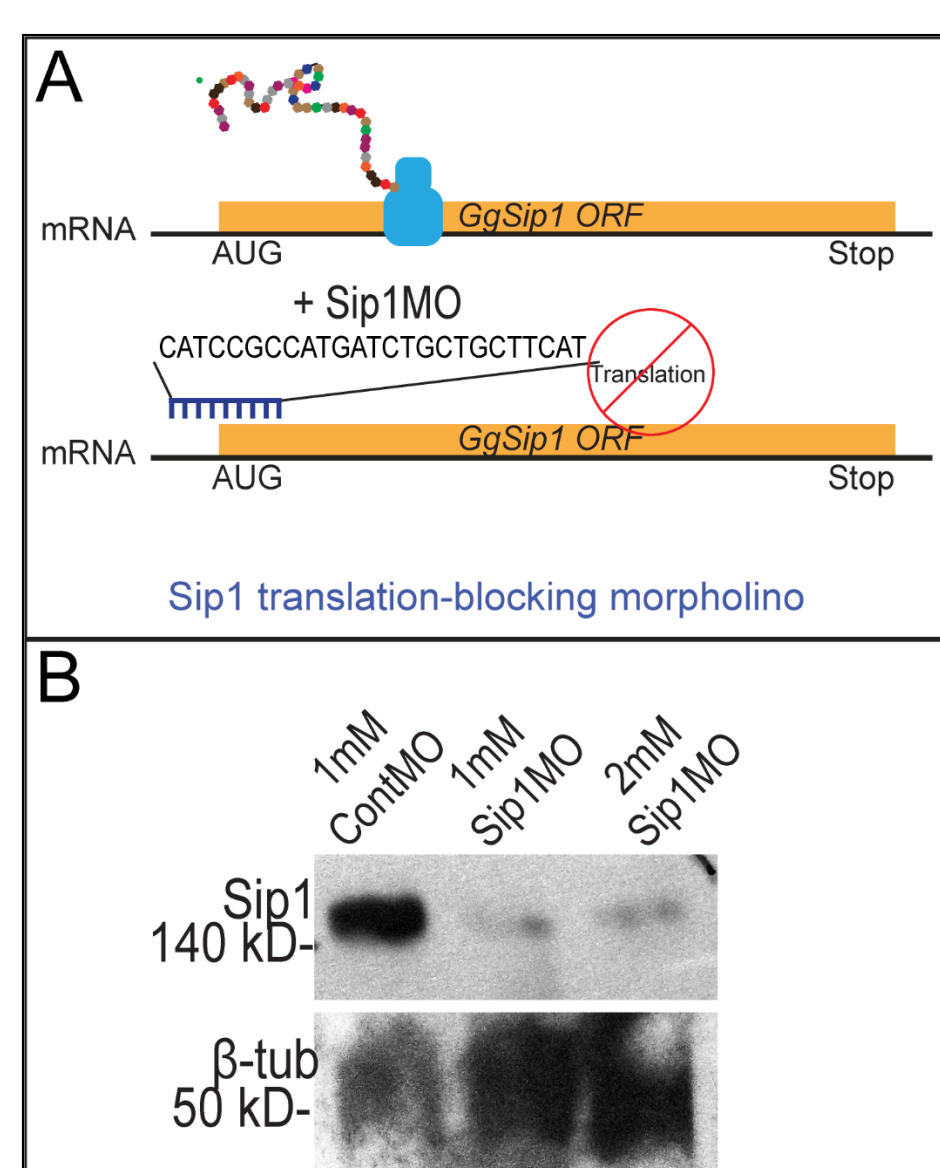 A
mRNA
GgSip1 ORF
AUG
Stop
+ Sip1MO
CATCCGCCATGATCTGCTGCTTCAT
Translation
mRNA
GgSip1 ORF
AUG
Stop
Sip1 translation-blocking morpholino
B
1mM
ContMO
1mM
Sip1MO
2mM
Sip1MO
Sip1
140 kD-
β-tub
50 kD-